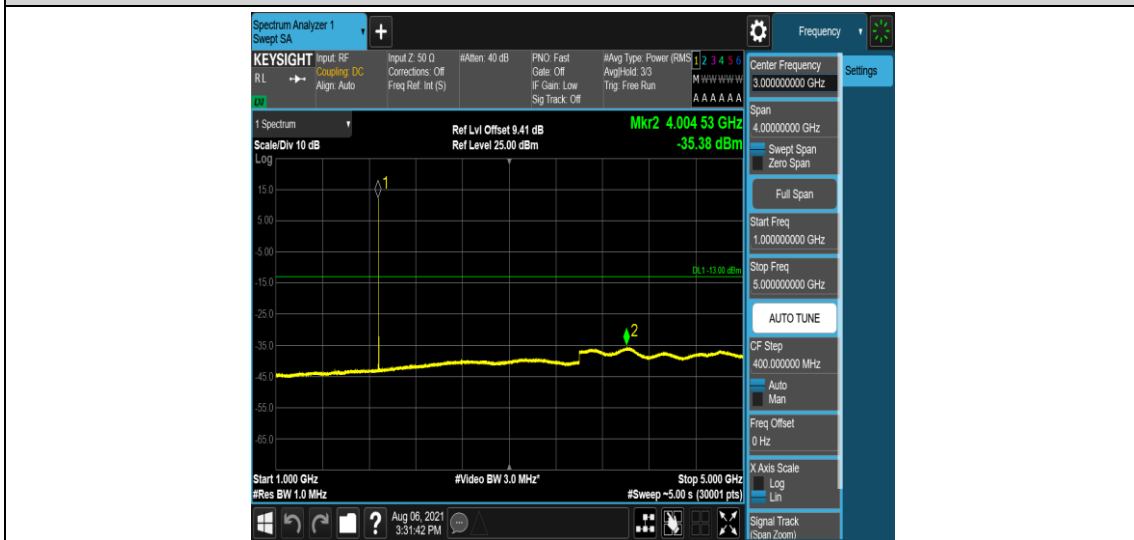 Spectrum Analyzer 1
Swept SA
+
Frequency
KEYSIGHT
RL
LXI
Input: RF
Coupling: DC
Align: Auto
Input Z: 50 Ω
Corrections: Off
Freq Ref: Int (S)
#Atten: 40 dB
PNO: Fast
Gate: Off
IF Gain: Low
Sig Track: Off
#Avg Type: Power (RMS
Avg|Hold: 3/3
Trig: Free Run
1 2 3 4 5 6
M W W W W W
A A A A A A
1 Spectrum
Scale/Div 10 dB
Ref Lvl Offset 9.41 dB
Ref Level 25.00 dBm
Mkr2 4.004 53 GHz
-35.38 dBm
Log
15.0
5.00
-5.00
-15.0
-25.0
-35.0
-45.0
-55.0
-65.0
1
2
DL1 -13.00 dBm
Start 1.000 GHz
#Res BW 1.0 MHz
#Video BW 3.0 MHz*
Stop 5.000 GHz
#Sweep ~5.00 s (30001 pts)
Center Frequency
3.000000000 GHz
Settings
Span
4.00000000 GHz
Swept Span
Zero Span
Full Span
Start Freq
1.000000000 GHz
Stop Freq
5.000000000 GHz
AUTO TUNE
CF Step
400.000000 MHz
Auto
Man
Freq Offset
0 Hz
X Axis Scale
Log
Lin
Signal Track
(Span Zoom)
?
Aug 06, 2021
3:31:42 PM